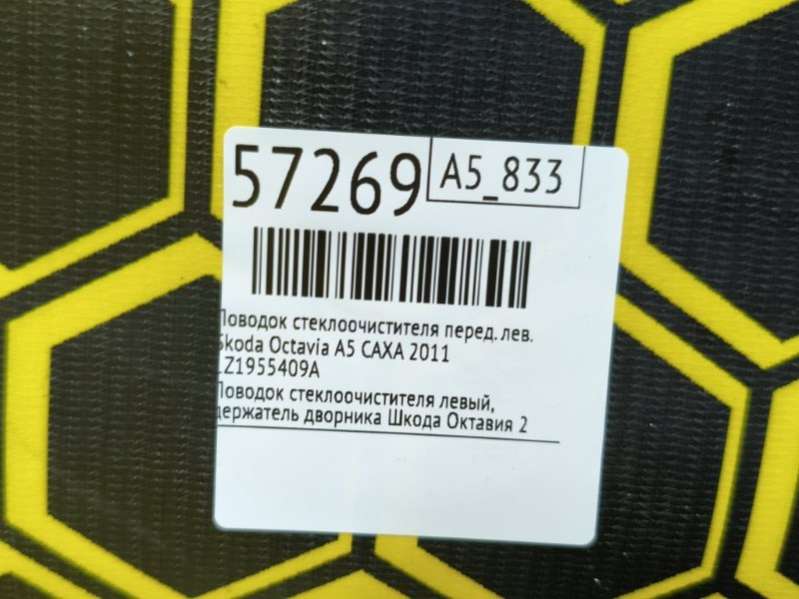 57269
A5_833
Поводок стеклоочистителя перед. лев.
Skoda Octavia A5 CAXA 2011
1Z1955409A
Поводок стеклоочистителя левый,
держатель дворника Шкода Октавия 2